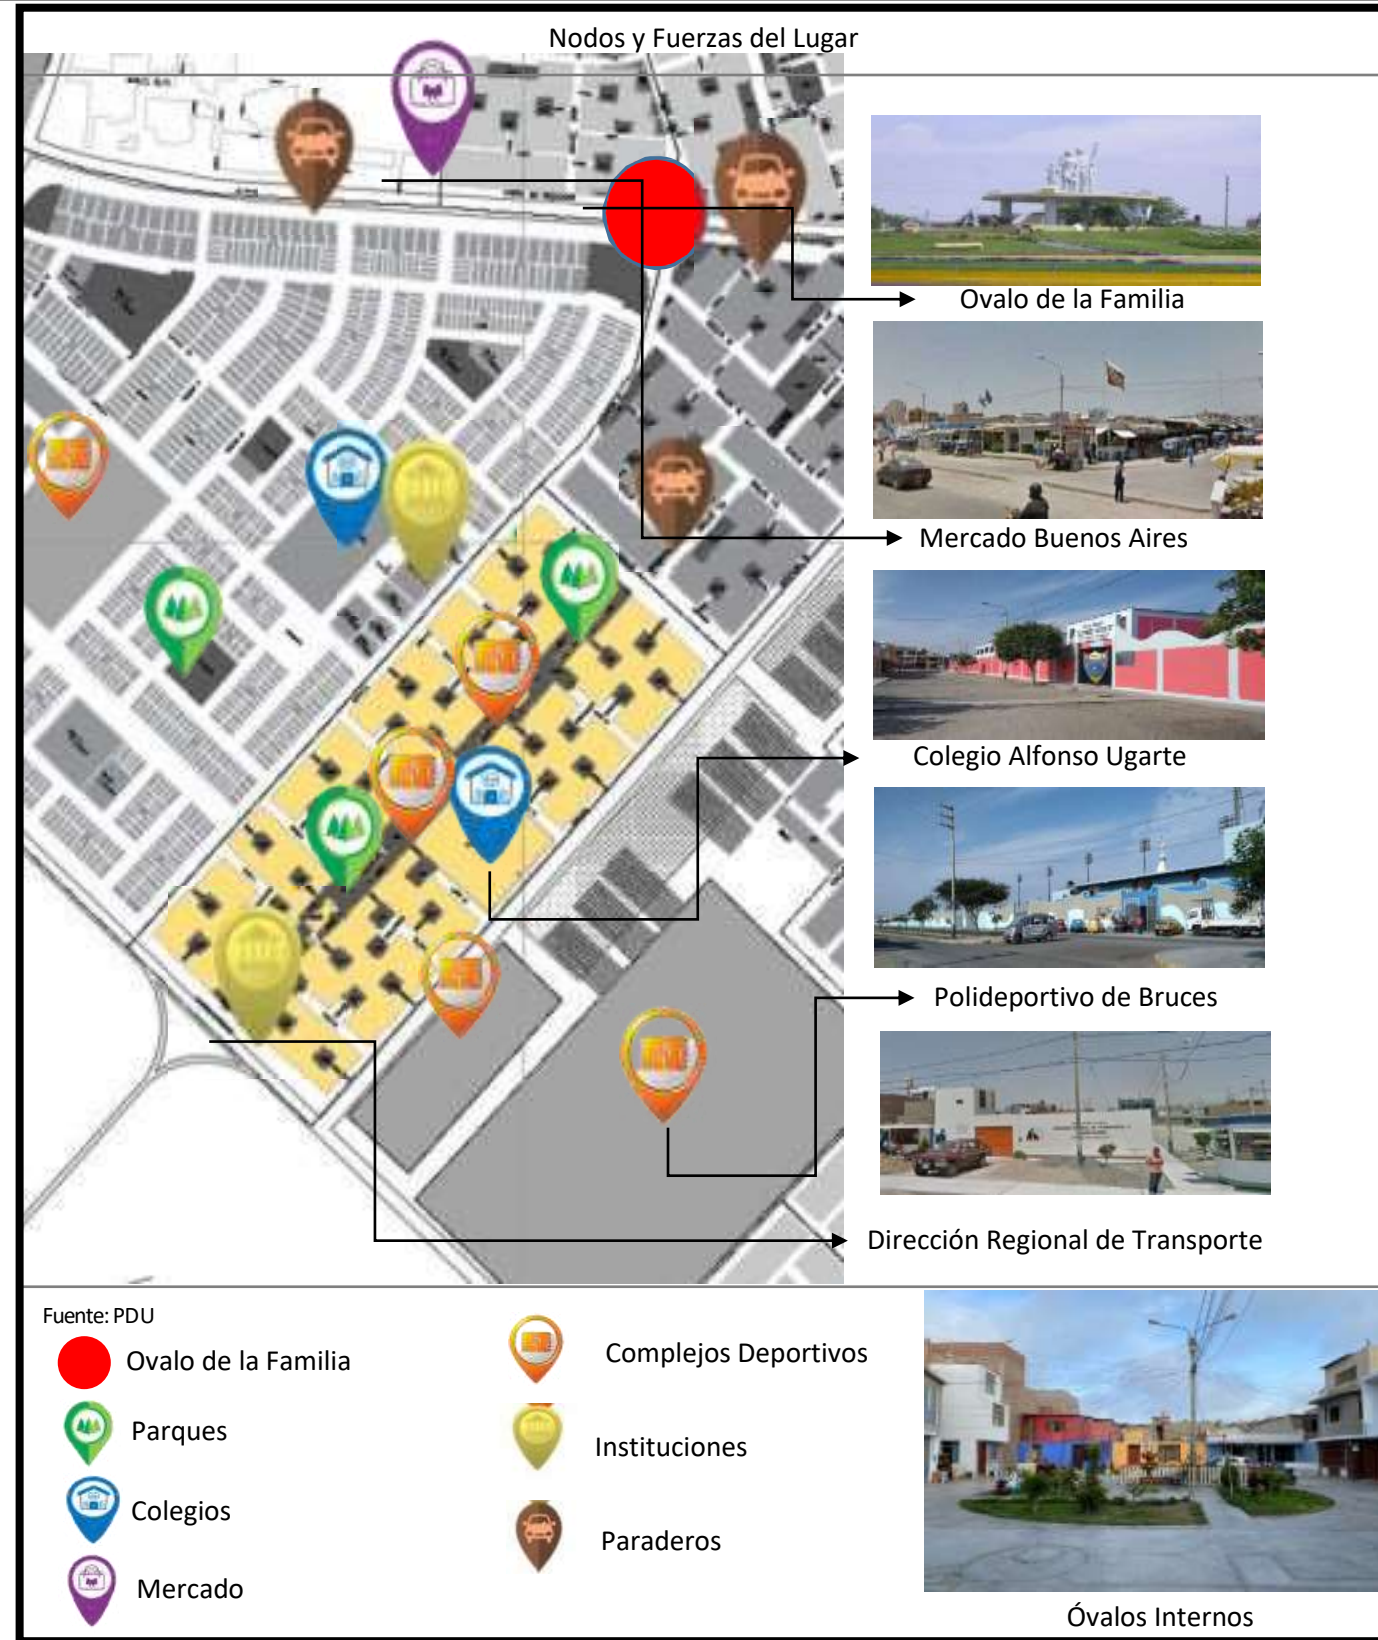 Nodos y Fuerzas del Lugar
Ovalo de la Familia
Mercado Buenos Aires
Colegio Alfonso Ugarte
Polideportivo de Bruces
Dirección Regional de Transporte
Fuente: PDU
Ovalo de la Familia
Parques
Colegios
Mercado
Complejos Deportivos
Instituciones
Paraderos
Óvalos Internos